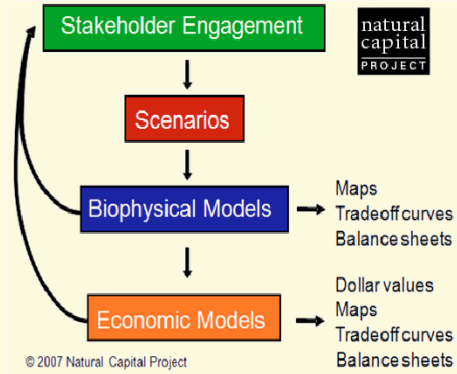 Stakeholder Engagement
natural
capital
PROJECT
Scenarios
Biophysical Models
Maps
Tradeoff curves
Balance sheets
Economic Models
Dollar values
Maps
Tradeoff curves
Balance sheets
© 2007 Natural Capital Project